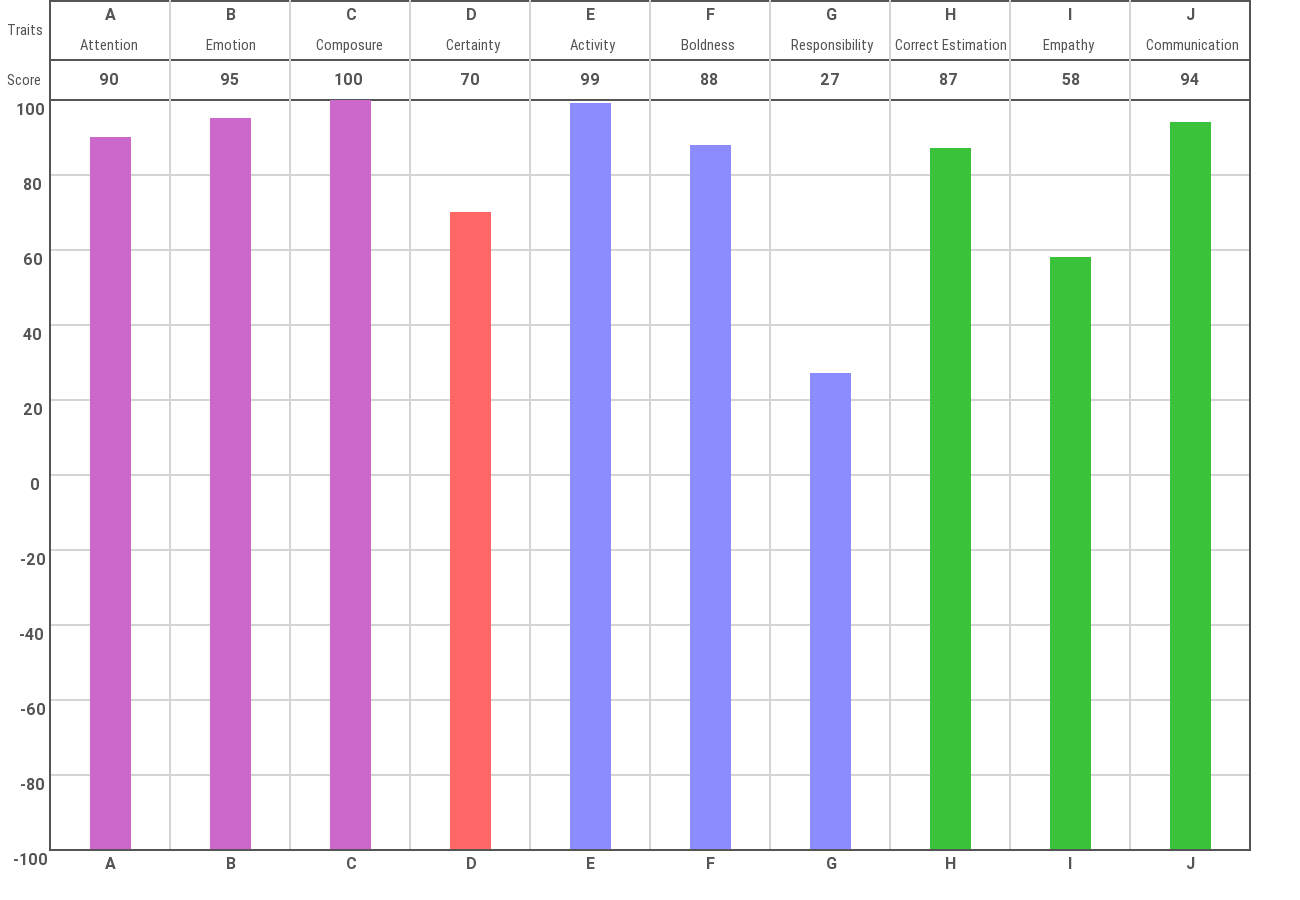 Traits A B C D E F G H I J
Attention Emotion Composure Certainty Activity Boldness Responsibility Correct Estimation Empathy Communication
Score 90 95 100 70 99 88 27 87 58 94
100
80
60
40
20
0
-20
-40
-60
-80
-100
A B C D E F G H I J